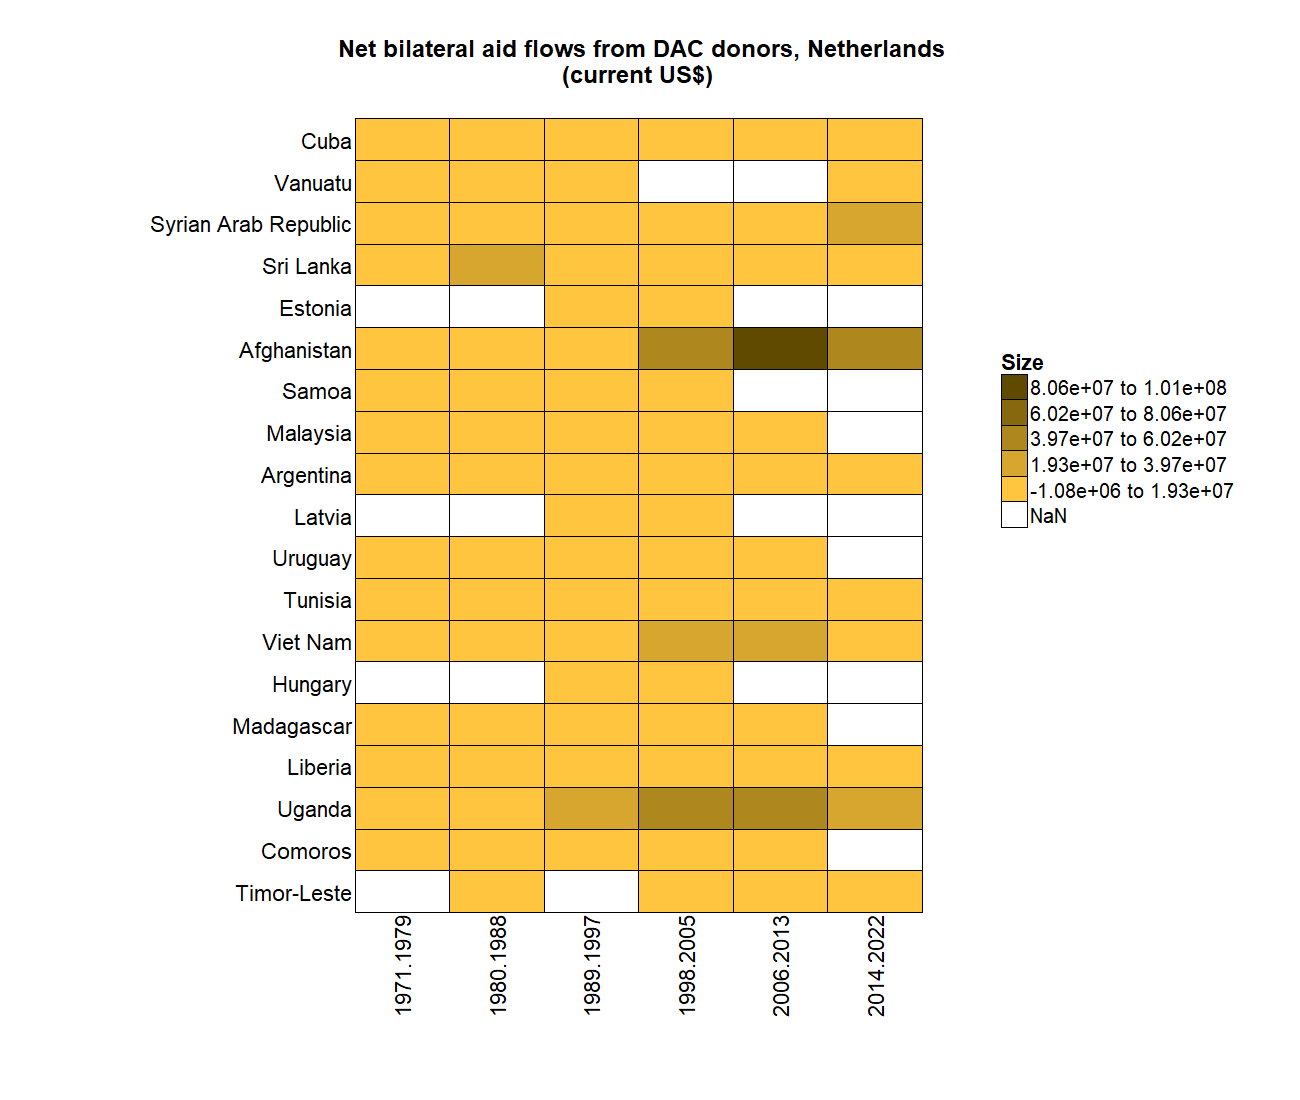 Net bilateral aid flows from DAC donors, Netherlands
(current US$)
Cuba
Vanuatu
Syrian Arab Republic
Sri Lanka
Estonia
Afghanistan
Samoa
Malaysia
Argentina
Latvia
Uruguay
Tunisia
Viet Nam
Hungary
Madagascar
Liberia
Uganda
Comoros
Timor-Leste
1971.1979
1980.1988
1989.1997
1998.2005
2006.2013
2014.2022
Size
8.06e+07 to 1.01e+08
6.02e+07 to 8.06e+07
3.97e+07 to 6.02e+07
1.93e+07 to 3.97e+07
-1.08e+06 to 1.93e+07
NaN